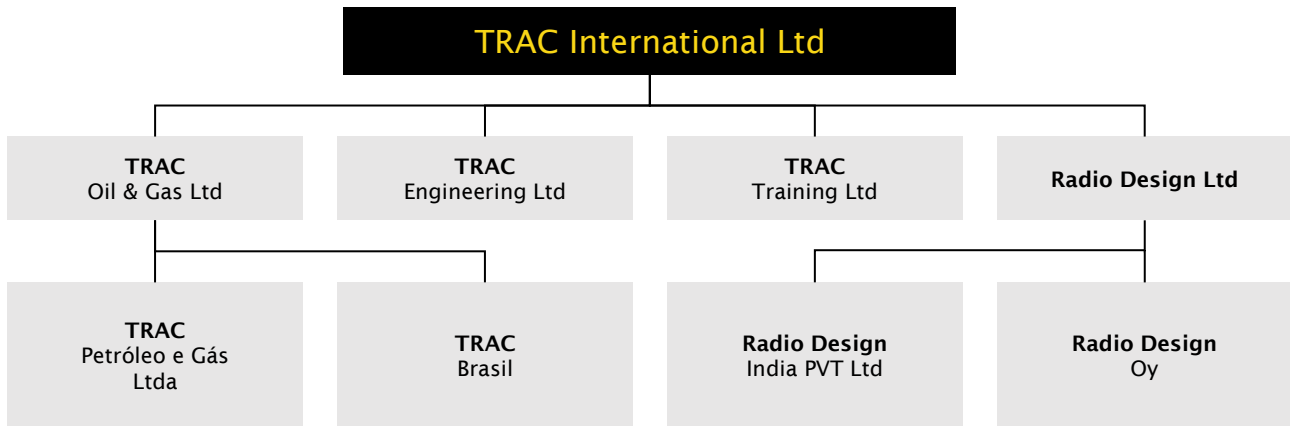 TRAC International Ltd
TRAC
Oil & Gas Ltd
TRAC
Engineering Ltd
TRAC
Training Ltd
Radio Design Ltd
TRAC
Petróleo e Gás
Ltda
TRAC
Brasil
Radio Design
India PVT Ltd
Radio Design
Oy